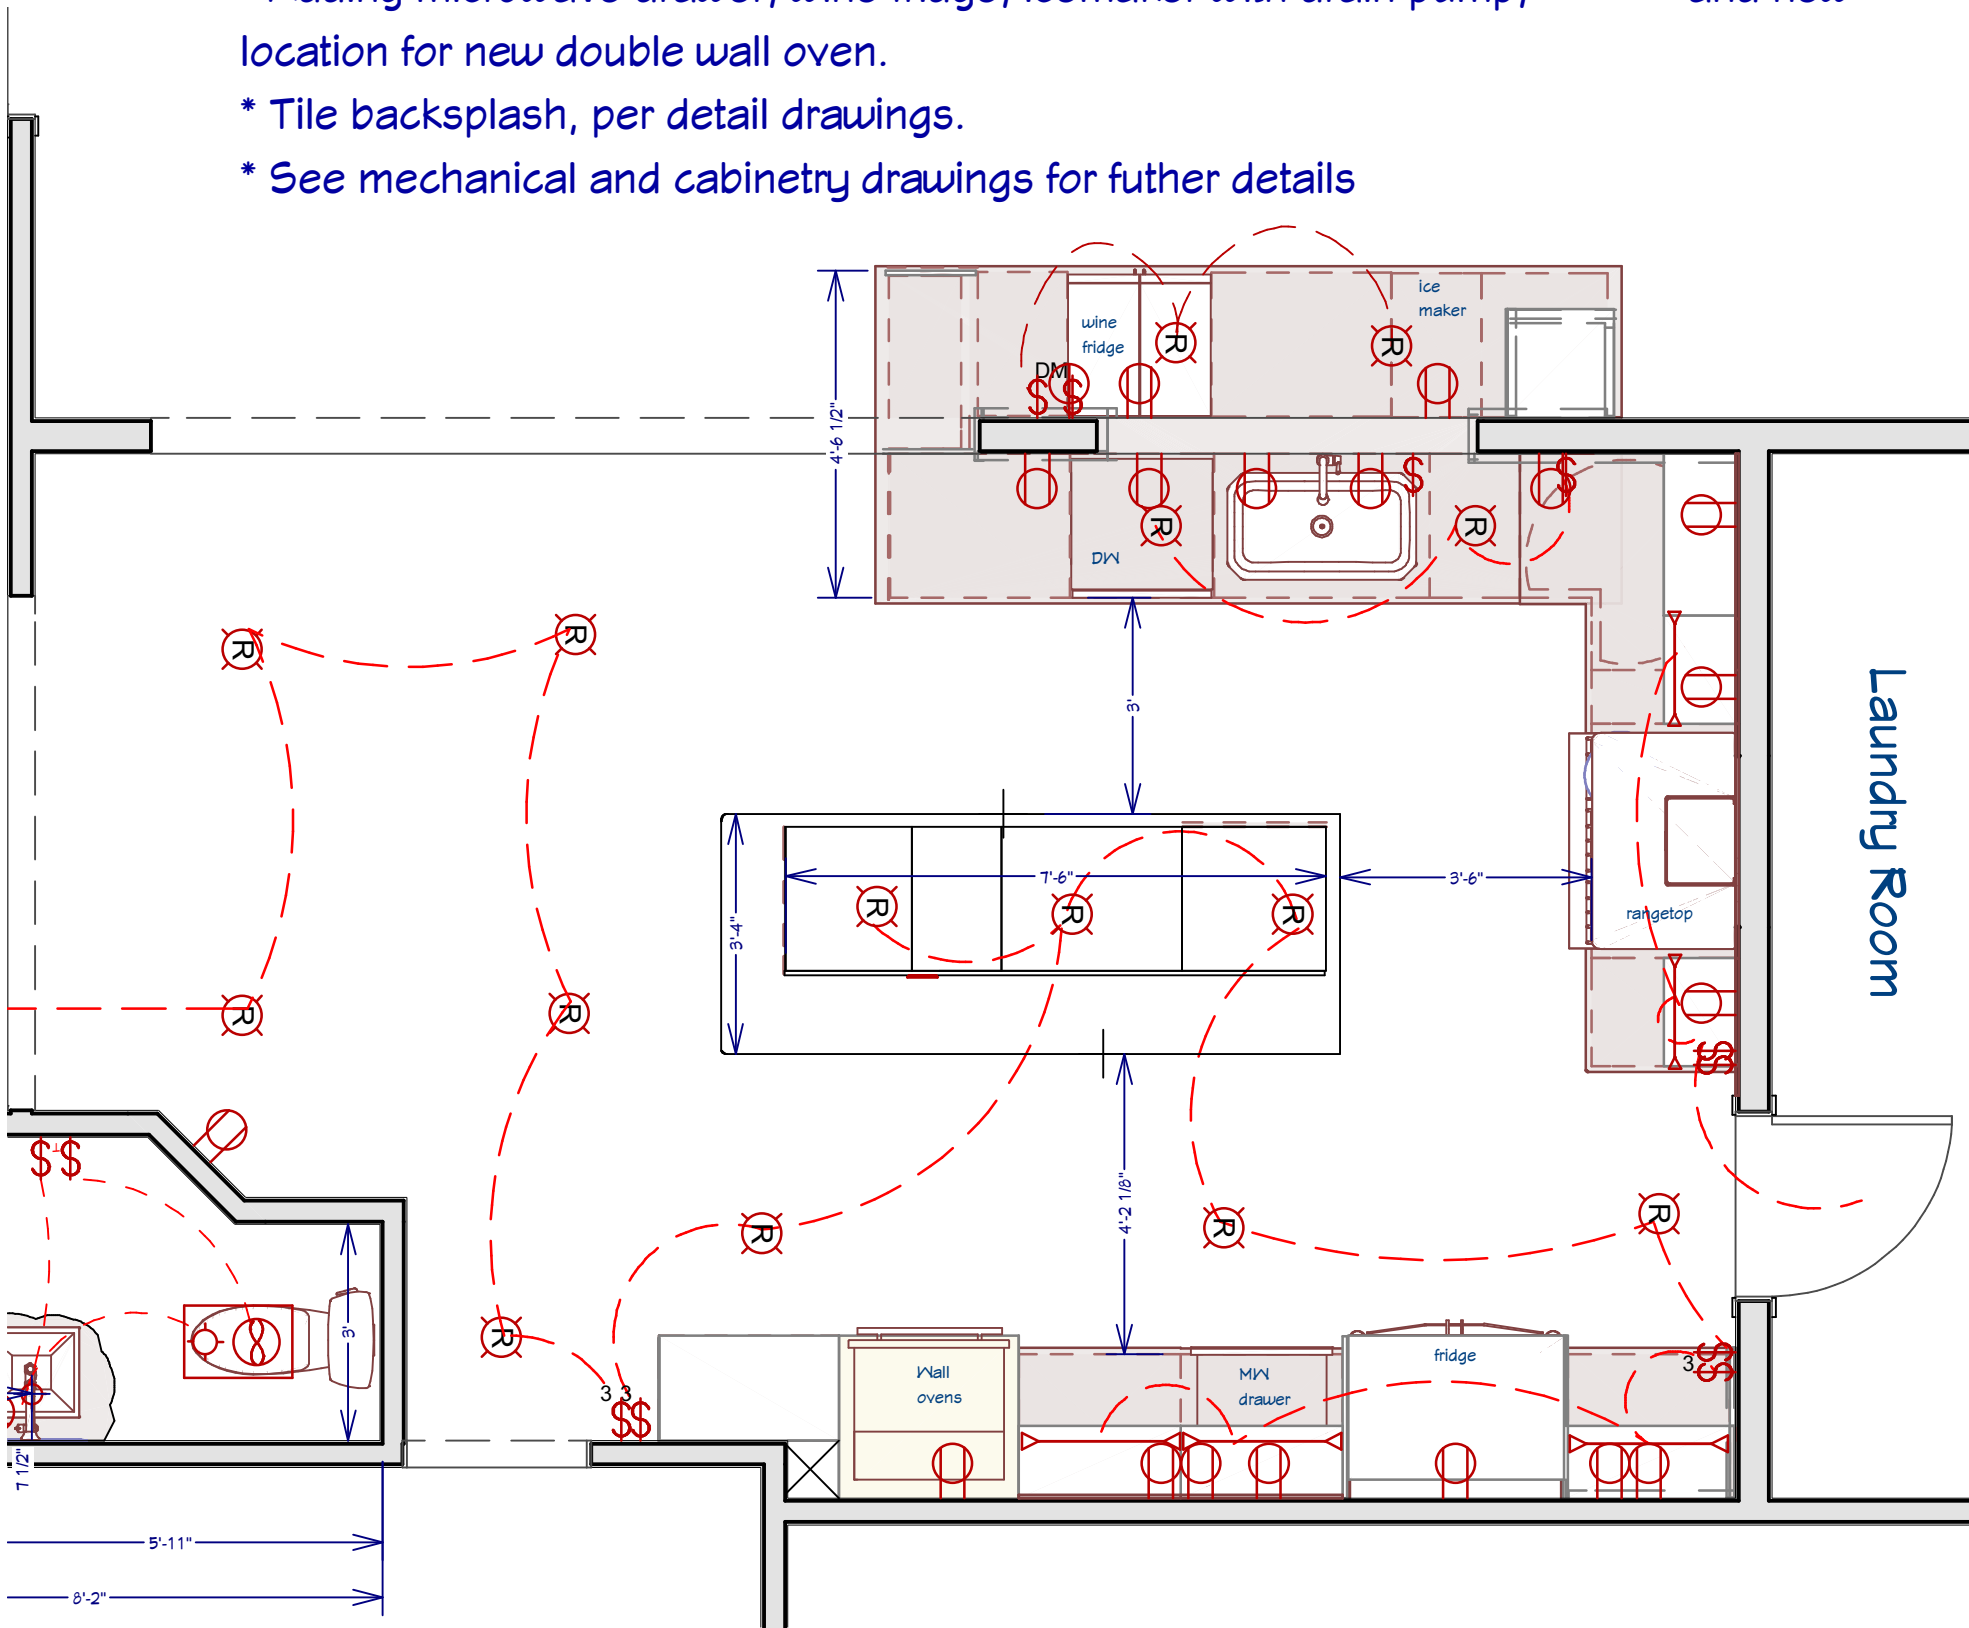 location for new double wall oven.
* Tile backsplash, per detail drawings.
* See mechanical and cabinetry drawings for futher details
ice
maker
wine
fridge
R
R
DM
$ $
4'-6 1/2"
$
$
R
R
DW
R
R
3'
Laundry Room
7'-6"
3'-6"
R
R
R
3'-4"
rangetop
R
R
$$
$ $
4'-2 1/8"
R
R
R
R
3'
fridge
Wall
ovens
MW
drawer
3
$$
3 3
$$
7 1/2"
5'-11"
8'-2"